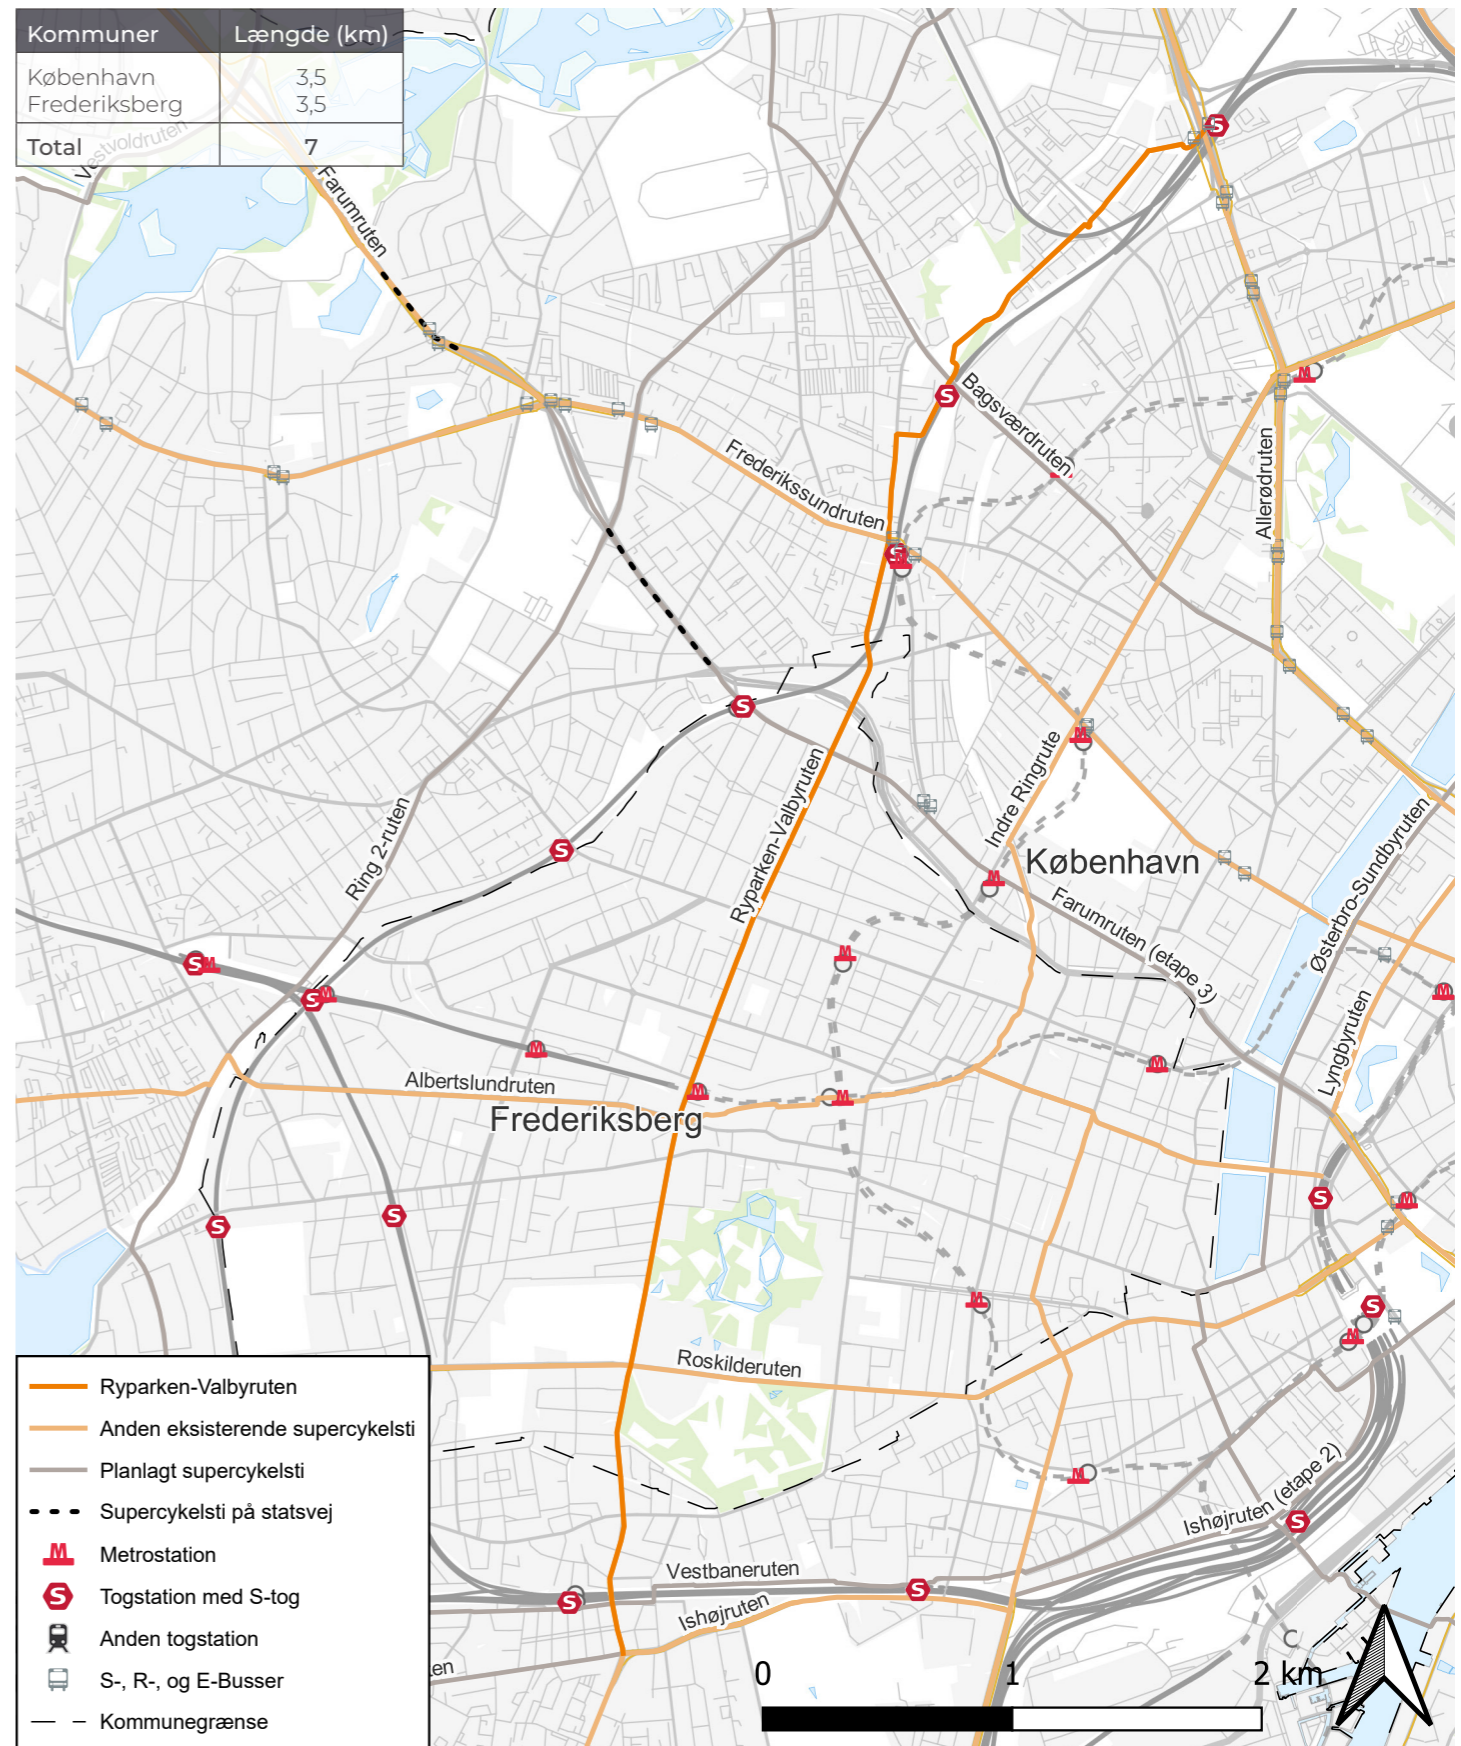 Kommuner Længde (km)
København 3,5
Frederiksberg 3,5
Total 7
Vestvoldruten
Farumruten
Frederikssundruten
Bagsværdruten
Allerødruten
Ring 2-ruten
Ryparken-Valbyruten
Indre Ringrute
København
Farumruten (etape 3)
Østerbro-Sundbyruten
Lyngbyruten
Albertslundruten
Frederiksberg
Roskilderuten
Ishøjruten (etape 2)
Vestbaneruten
Ishøjruten
ten
0 1 2 km
Ryparken-Valbyruten
Anden eksisterende supercykelsti
Planlagt supercykelsti
Supercykelsti på statsvej
M Metrostation
S Togstation med S-tog
Anden togstation
S-, R-, og E-Busser
Kommunegrænse